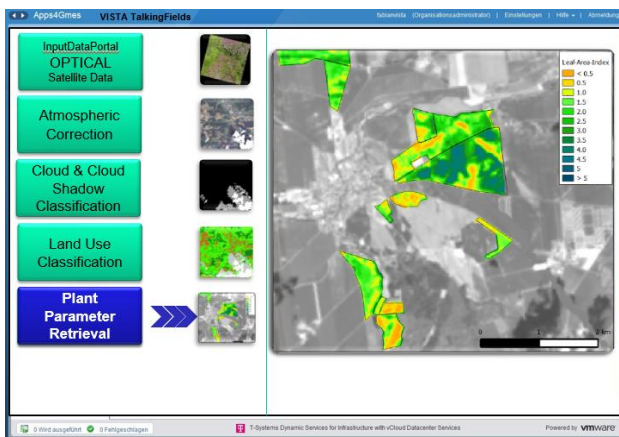 Apps4Gmes VISTA TalkingFields fabianvista (Organisationsadministrator) | Einstellungen | Hilfe | Abmeldung
InputDataPortal
OPTICAL
Satellite Data
Atmospheric
Correction
Cloud & Cloud
Shadow
Classification
Land Use
Classification
Plant
Parameter
Retrieval
Leaf-Area-Index
< 0.5
0.5
1.0
1.5
2.0
2.5
3.0
3.5
4.0
4.5
5
> 5
0 1 2 km
0 Wird ausgeführt 0 Fehlgeschlagen T-Systems Dynamic Services for Infrastructure with vCloud Datacenter Services Powered by vmware